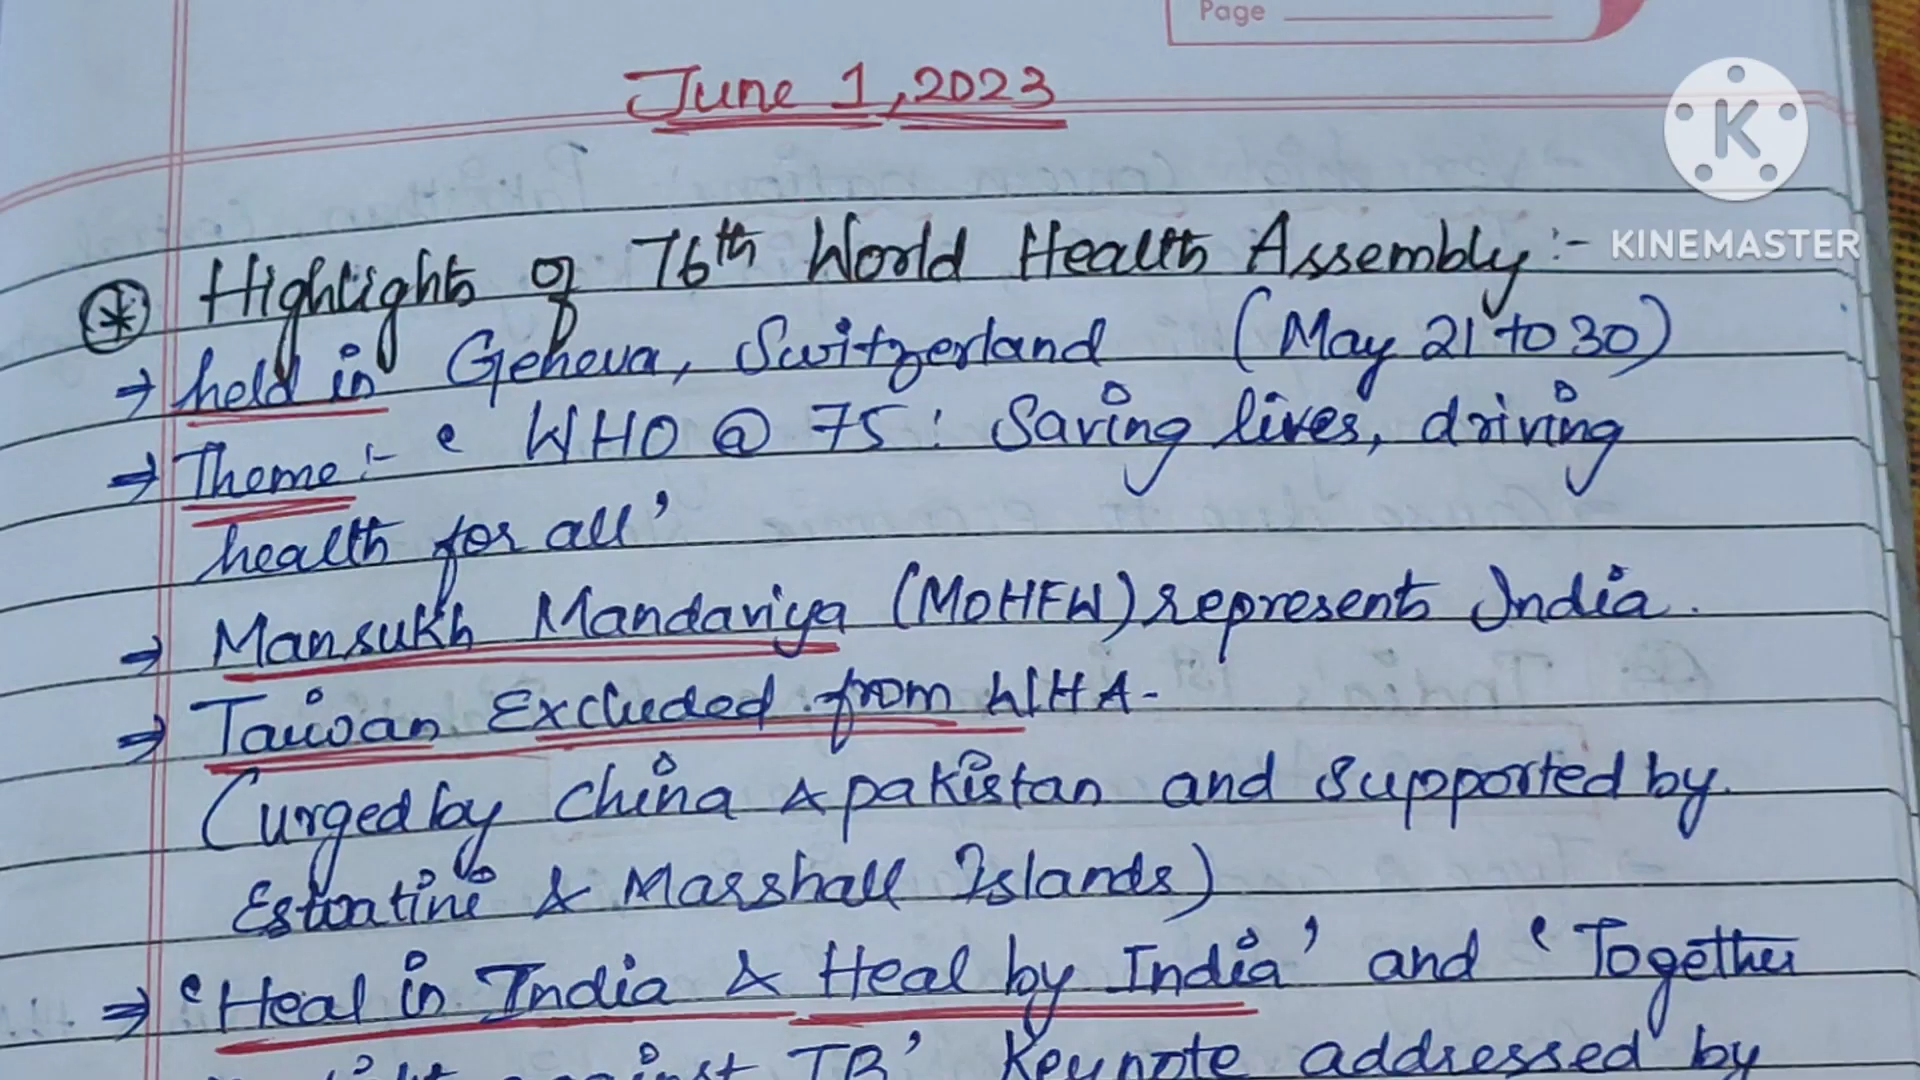 Page
June 1, 2023
KINEMASTER
Highlights of 76th World Health Assembly :-
→ held in Geneva, Switzerland (May 21 to 30)
→ Theme :- ' WHO @ 75 : Saving lives, driving
health for all'
→ Mansukh Mandaviya (MOHFW) represents India.
→ Taiwan Excluded from WHA-
(urged by China & pakistan and supported by
& Marshall Islands)
→ 'Heal in India & Heal by India' and 'Together
against TB' Keynote addressed by